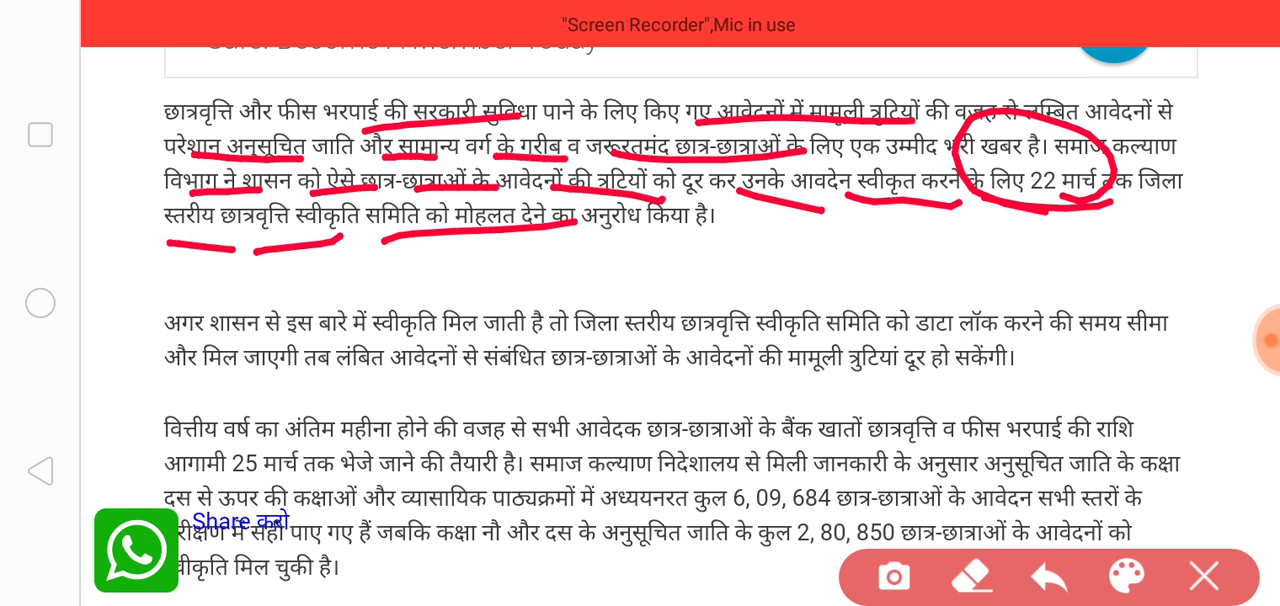 "Screen Recorder",Mic in use
छात्रवृत्ति और फीस भरपाई की सरकारी सुविधा पाने के लिए किए गए आवेदनों में मामूली त्रुटियों की वजह से लम्बित आवेदनों से
परेशान अनुसूचित जाति और सामान्य वर्ग के गरीब व जरूरतमंद छात्र-छात्राओं के लिए एक उम्मीद भरी खबर है। समाज कल्याण
विभाग ने शासन को ऐसे छात्र-छात्राओं के आवेदनों की त्रुटियों को दूर कर उनके आवदेन स्वीकृत करने के लिए 22 मार्च तक जिला
स्तरीय छात्रवृत्ति स्वीकृति समिति को मोहलत देने का अनुरोध किया है।
अगर शासन से इस बारे में स्वीकृति मिल जाती है तो जिला स्तरीय छात्रवृत्ति स्वीकृति समिति को डाटा लॉक करने की समय सीमा
और मिल जाएगी तब लंबित आवेदनों से संबंधित छात्र-छात्राओं के आवेदनों की मामूली त्रुटियां दूर हो सकेंगी।
वित्तीय वर्ष का अंतिम महीना होने की वजह से सभी आवेदक छात्र-छात्राओं के बैंक खातों छात्रवृत्ति व फीस भरपाई की राशि
आगामी 25 मार्च तक भेजे जाने की तैयारी है। समाज कल्याण निदेशालय से मिली जानकारी के अनुसार अनुसूचित जाति के कक्षा
दस से ऊपर की कक्षाओं और व्यासायिक पाठ्यक्रमों में अध्ययनरत कुल 6, 09, 684 छात्र-छात्राओं के आवेदन सभी स्तरों के
Share करो
पाए गए हैं जबकि कक्षा नौ और दस के अनुसूचित जाति के कुल 2, 80, 850 छात्र-छात्राओं के आवेदनों को
मिल चुकी है।